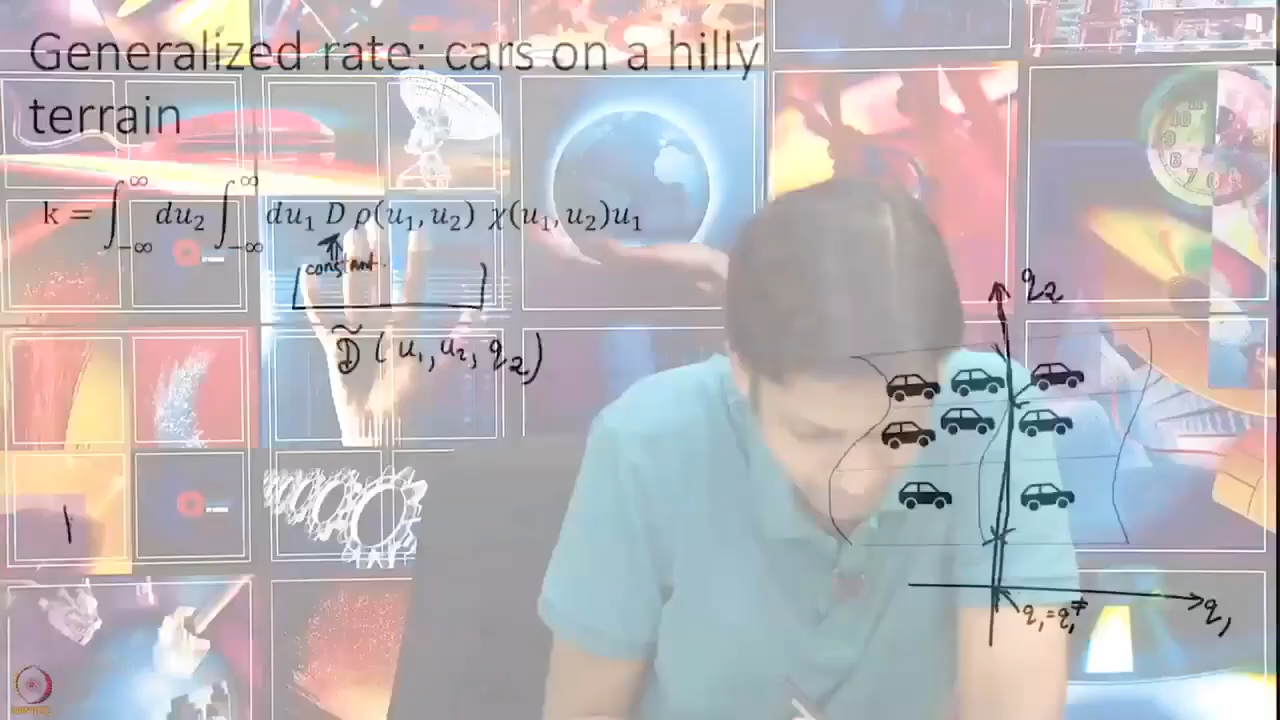 Generalized rate: cars on a hilly
terrain
k = ∫_{-∞}^{∞} du₂ ∫_{-∞}^{∞} du₁ D ρ(u₁, u₂) χ(u₁, u₂)u₁
constant.
D̃ (u₁, u₂, q₂)
q₂
q₁
q₁=q₁^≠